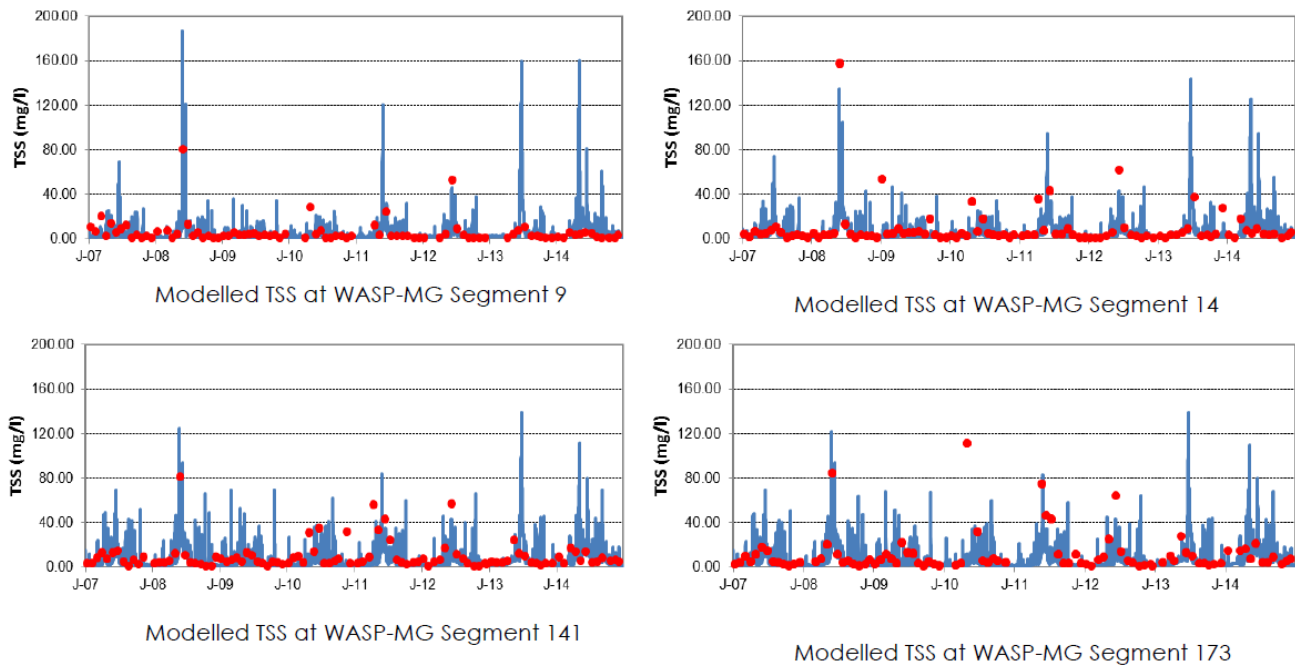 200.00
160.00
120.00
80.00
40.00
0.00
TSS (mg/l)
J-07 J-08 J-09 J-10 J-11 J-12 J-13 J-14
Modelled TSS at WASP-MG Segment 9
200.00
160.00
120.00
80.00
40.00
0.00
TSS (mg/l)
J-07 J-08 J-09 J-10 J-11 J-12 J-13 J-14
Modelled TSS at WASP-MG Segment 14
200.00
160.00
120.00
80.00
40.00
0.00
TSS (mg/l)
J-07 J-08 J-09 J-10 J-11 J-12 J-13 J-14
Modelled TSS at WASP-MG Segment 141
200.00
160.00
120.00
80.00
40.00
0.00
TSS (mg/l)
J-07 J-08 J-09 J-10 J-11 J-12 J-13 J-14
Modelled TSS at WASP-MG Segment 173